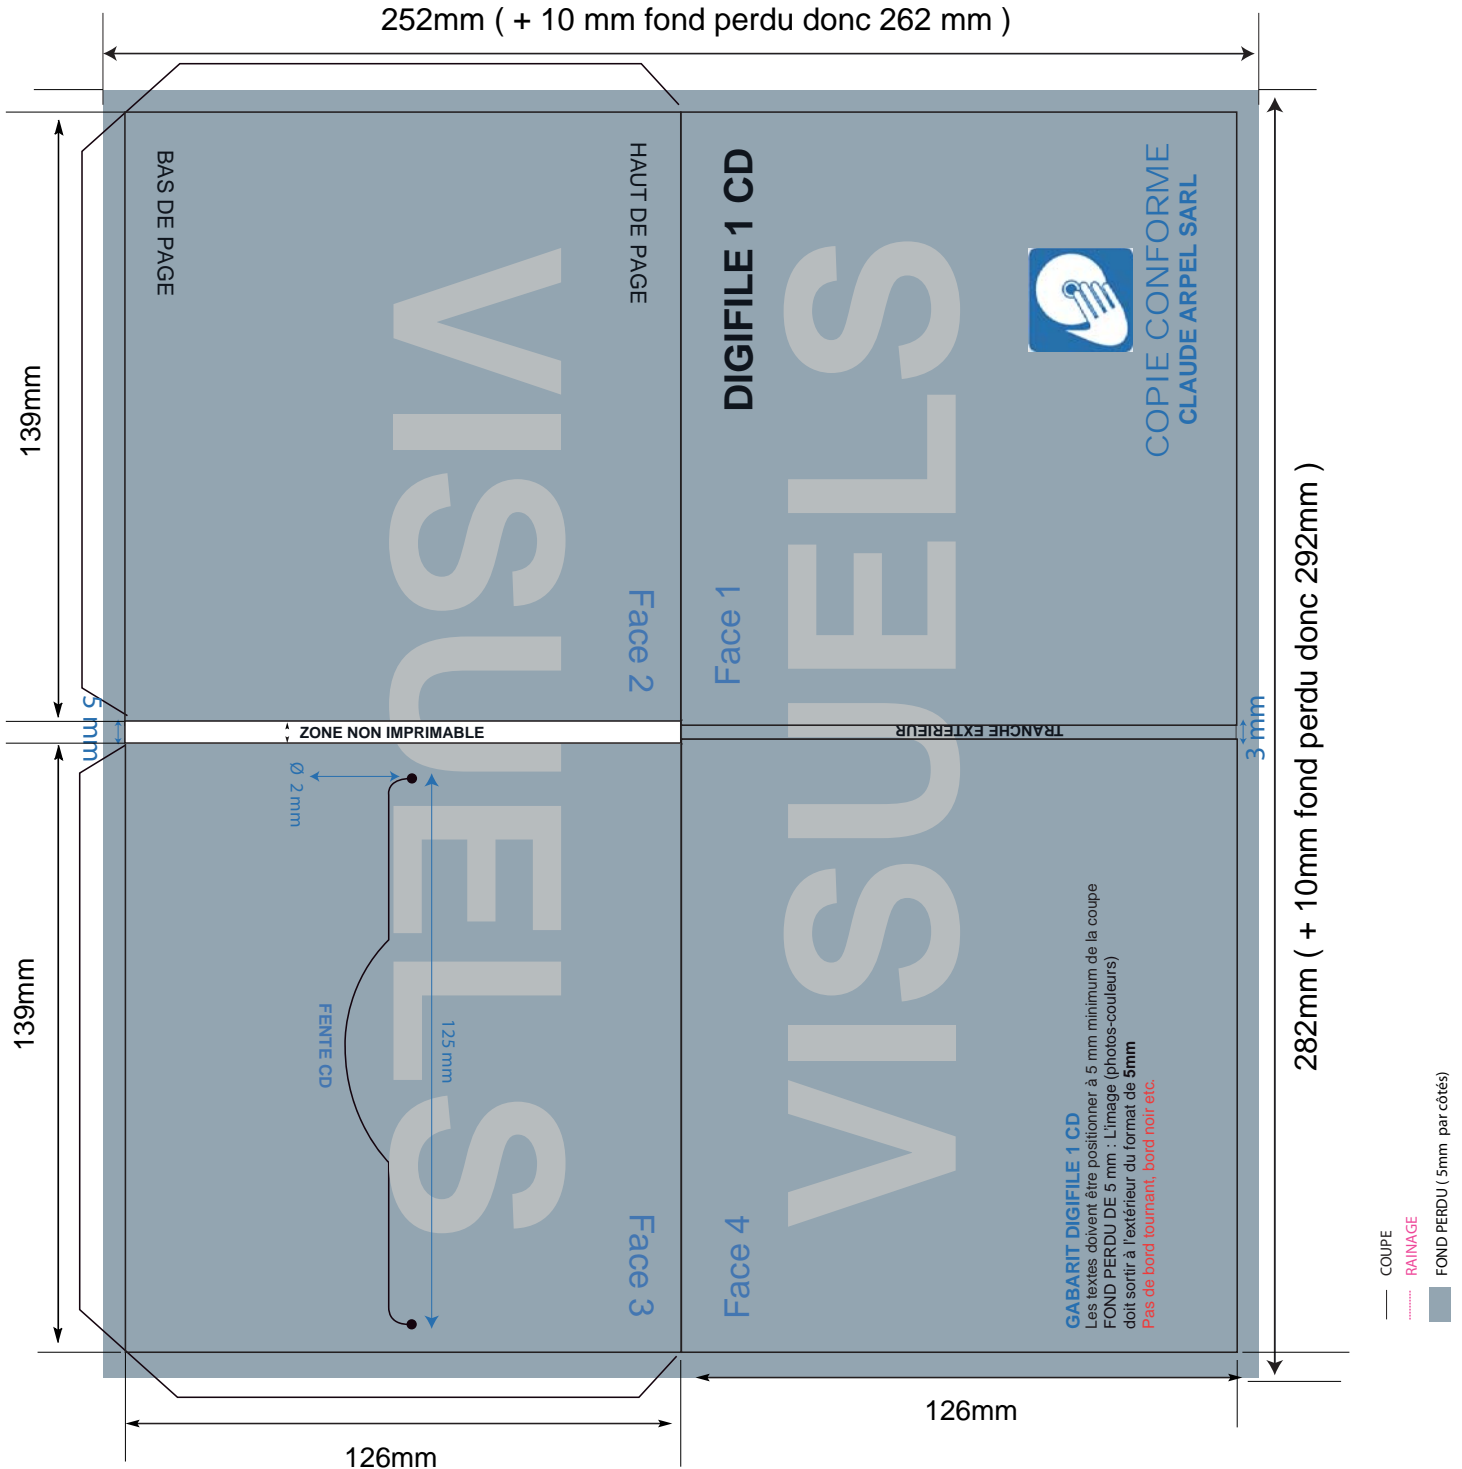 252mm ( + 10 mm fond perdu donc 262 mm )
BAS DE PAGE
HAUT DE PAGE
DIGIFILE 1 CD
COPIE CONFORME
CLAUDE ARPEL SARL
VISUELS
VISUELS
139mm
Face 2
Face 1
5 mm
ZONE NON IMPRIMABLE
TRANCHE EXTERIEUR
3 mm
282mm ( + 10mm fond perdu donc 292mm )
Ø 2 mm
125 mm
FENTE CD
139mm
Face 3
Face 4
GABARIT DIGIFILE 1 CD
Les textes doivent être positionner à 5 mm minimum de la coupe
FOND PERDU DE 5 mm : L'image (photos-couleurs)
doit sortir à l'extérieur du format de 5mm
Pas de bord tournant, bord noir etc.
COUPE
RAINAGE
FOND PERDU ( 5mm par côtés)
126mm
126mm